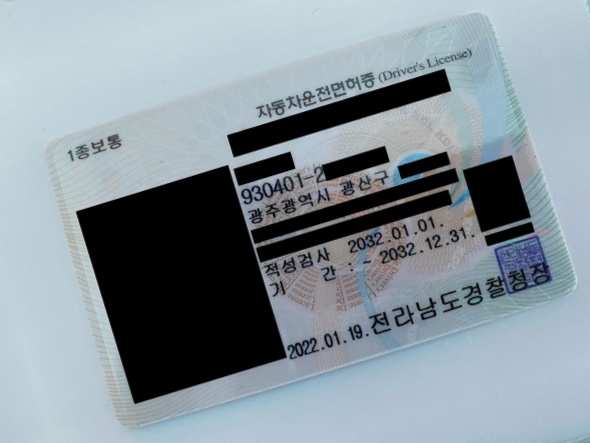 자동차운전면허증 (Driver's License)
1종보통
930401-2
광주광역시 광산구
적성검사 2032.01.01.
기 간 : ~ 2032.12.31.
2022.01.19. 전라남도경찰청장